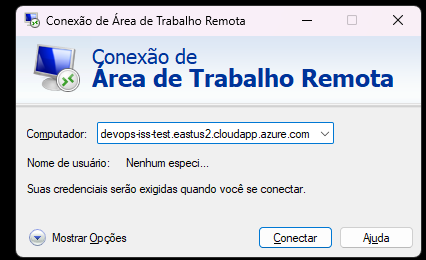 Conexão de Área de Trabalho Remota
Conexão de
Área de Trabalho Remota
Computador: devops-iss-test.eastus2.cloudapp.azure.com
Nome de usuário: Nenhum especi...
Suas credenciais serão exigidas quando você se conectar.
Mostrar Opções Conectar Ajuda